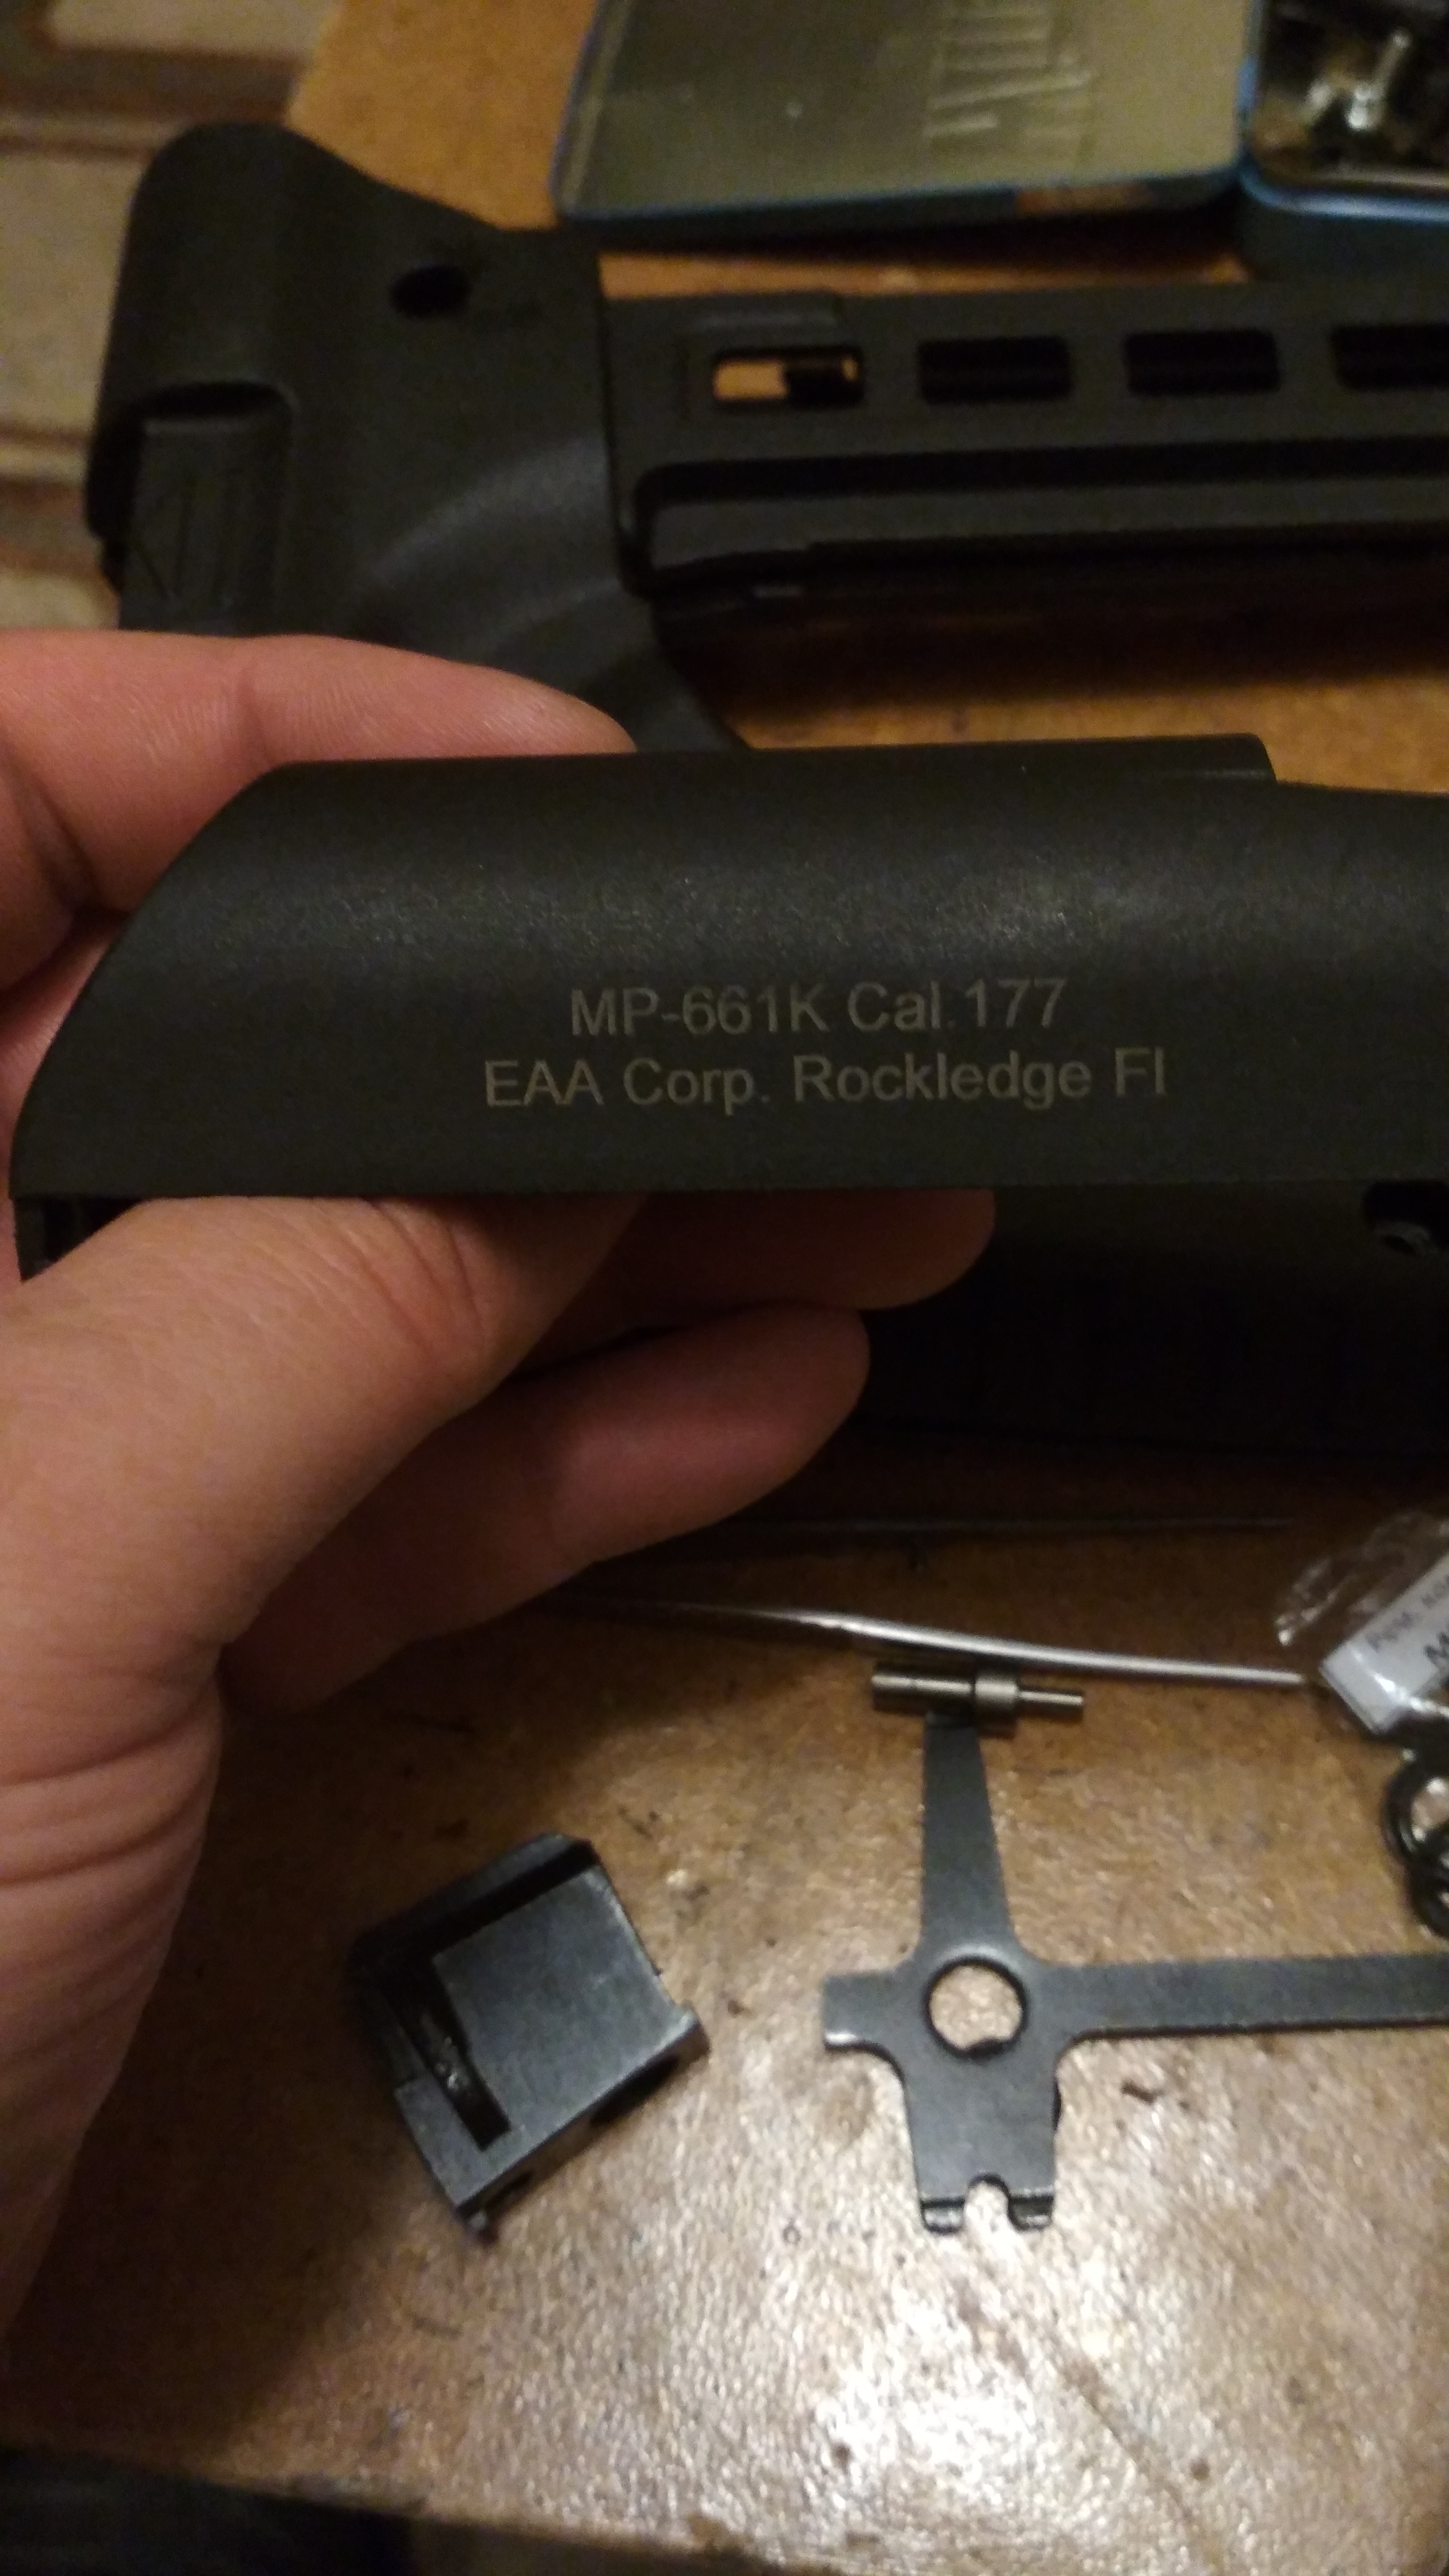 MP-661K Cal.177
EAA Corp. Rockledge Fl